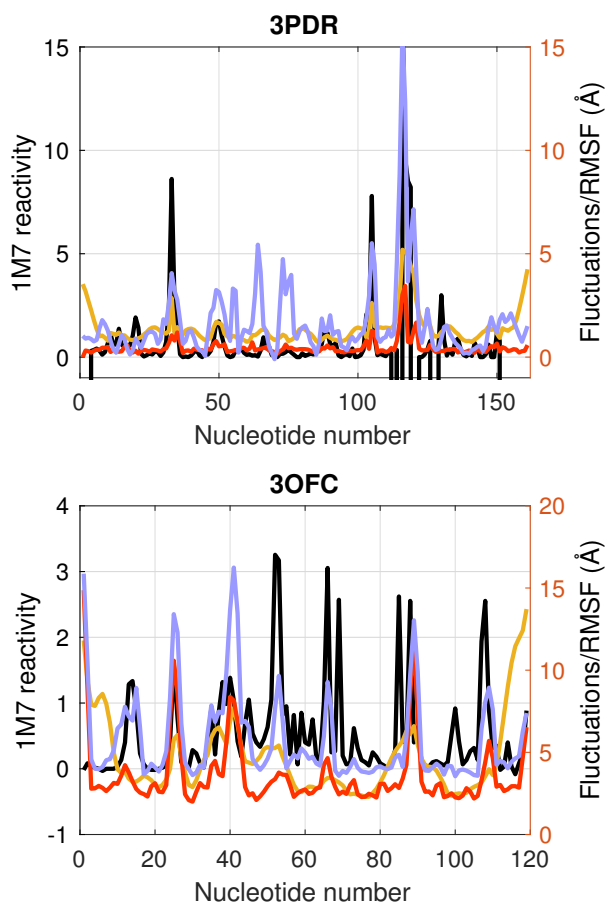 3PDR
15
10
5
0
1M7 reactivity
15
10
5
0
Fluctuations/RMSF (Å)
0 50 100 150
Nucleotide number
3OFC
4
3
2
1
0
-1
1M7 reactivity
20
15
10
5
0
Fluctuations/RMSF (Å)
0 20 40 60 80 100 120
Nucleotide number